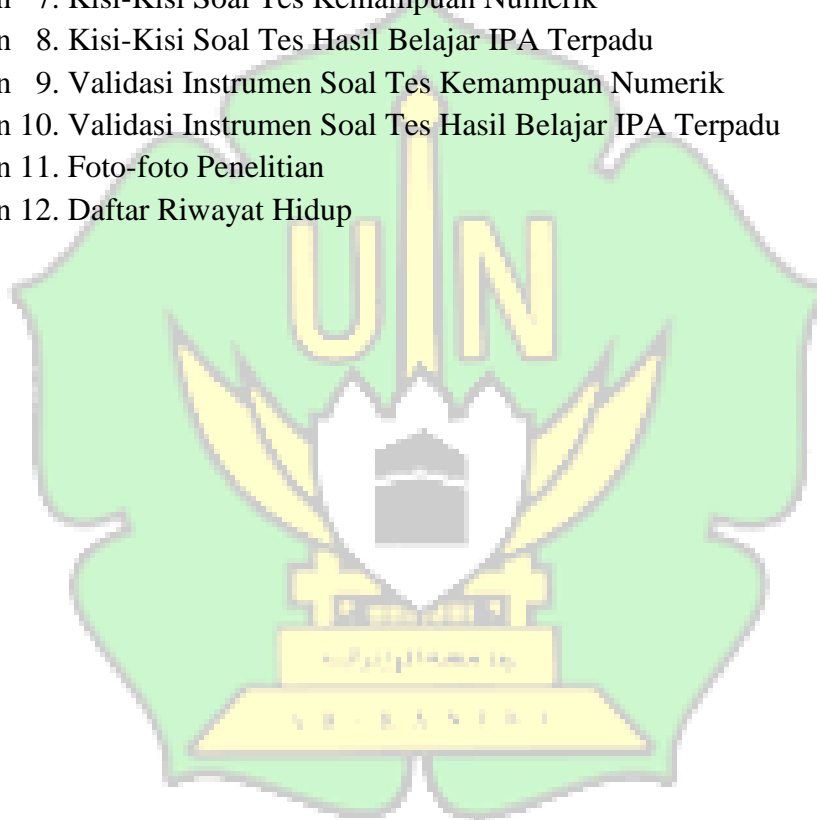 n 7. Kisi-Kisi Soal Tes Kemampuan Numerik
n 8. Kisi-Kisi Soal Tes Hasil Belajar IPA Terpadu
n 9. Validasi Instrumen Soal Tes Kemampuan Numerik
n 10. Validasi Instrumen Soal Tes Hasil Belajar IPA Terpadu
n 11. Foto-foto Penelitian
n 12. Daftar Riwayat Hidup
UIN